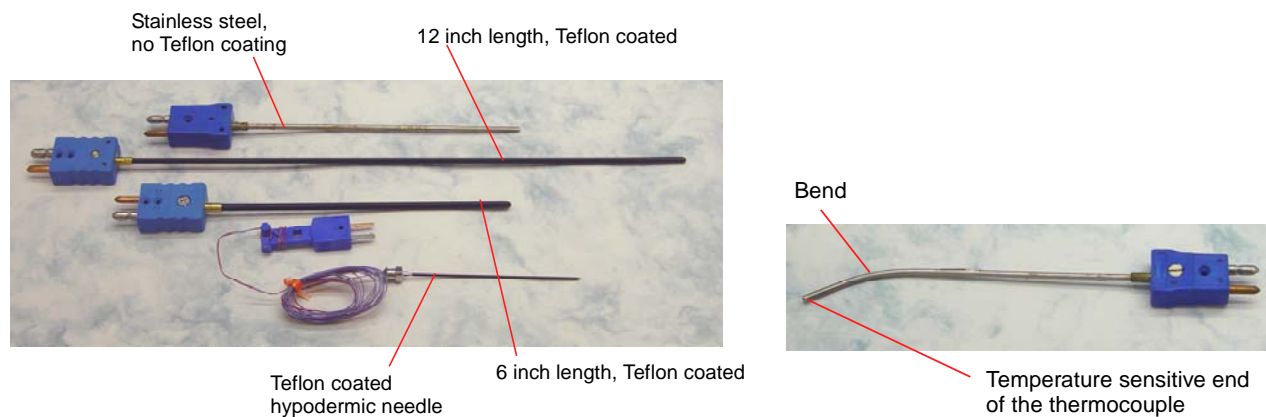 Stainless steel,
no Teflon coating
12 inch length, Teflon coated
Teflon coated
hypodermic needle
6 inch length, Teflon coated
Bend
Temperature sensitive end
of the thermocouple